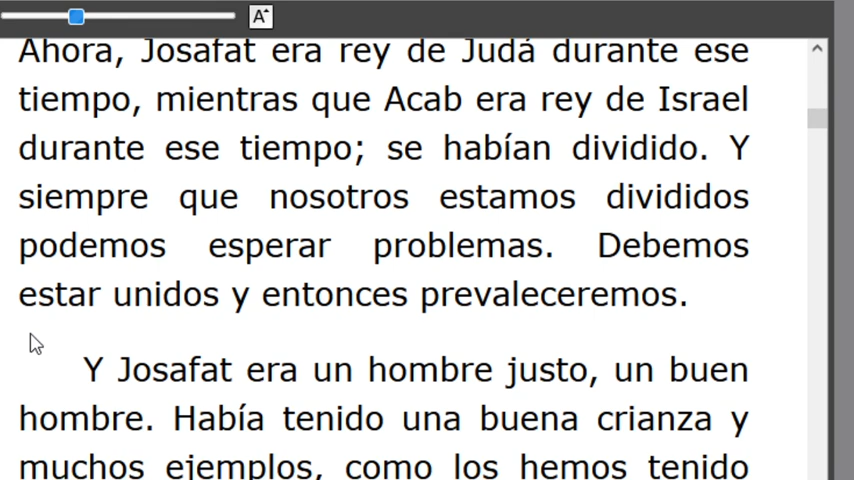 A
Ahora, Josafat era rey de Judá durante ese
tiempo, mientras que Acab era rey de Israel
durante ese tiempo; se habían dividido. Y
siempre que nosotros estamos divididos
podemos esperar problemas. Debemos
estar unidos y entonces prevaleceremos.
Y Josafat era un hombre justo, un buen
hombre. Había tenido una buena crianza y
muchos ejemplos, como los hemos tenido